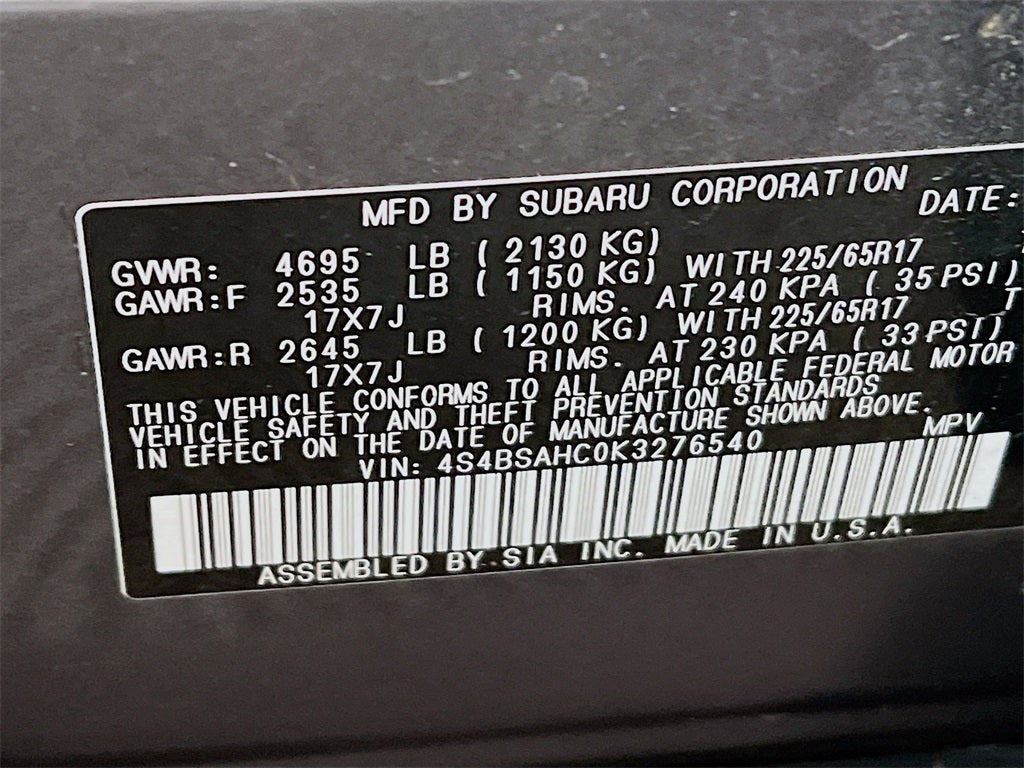 MFD BY SUBARU CORPORATION DATE:
GVWR: 4695 LB ( 2130 KG)
GAWR:F 2535 LB ( 1150 KG) WITH 225/65R17
17X7J RIMS. AT 240 KPA ( 35 PSI)
GAWR:R 2645 LB ( 1200 KG) WITH 225/65R17 T
17X7J RIMS. AT 230 KPA ( 33 PSI)
THIS VEHICLE CONFORMS TO ALL APPLICABLE FEDERAL MOTOR
VEHICLE SAFETY AND THEFT PREVENTION STANDARDS
IN EFFECT ON THE DATE OF MANUFACTURE SHOWN ABOVE.
VIN: 4S4BSAHC0K3276540 MPV
ASSEMBLED BY SIA INC. MADE IN U.S.A.